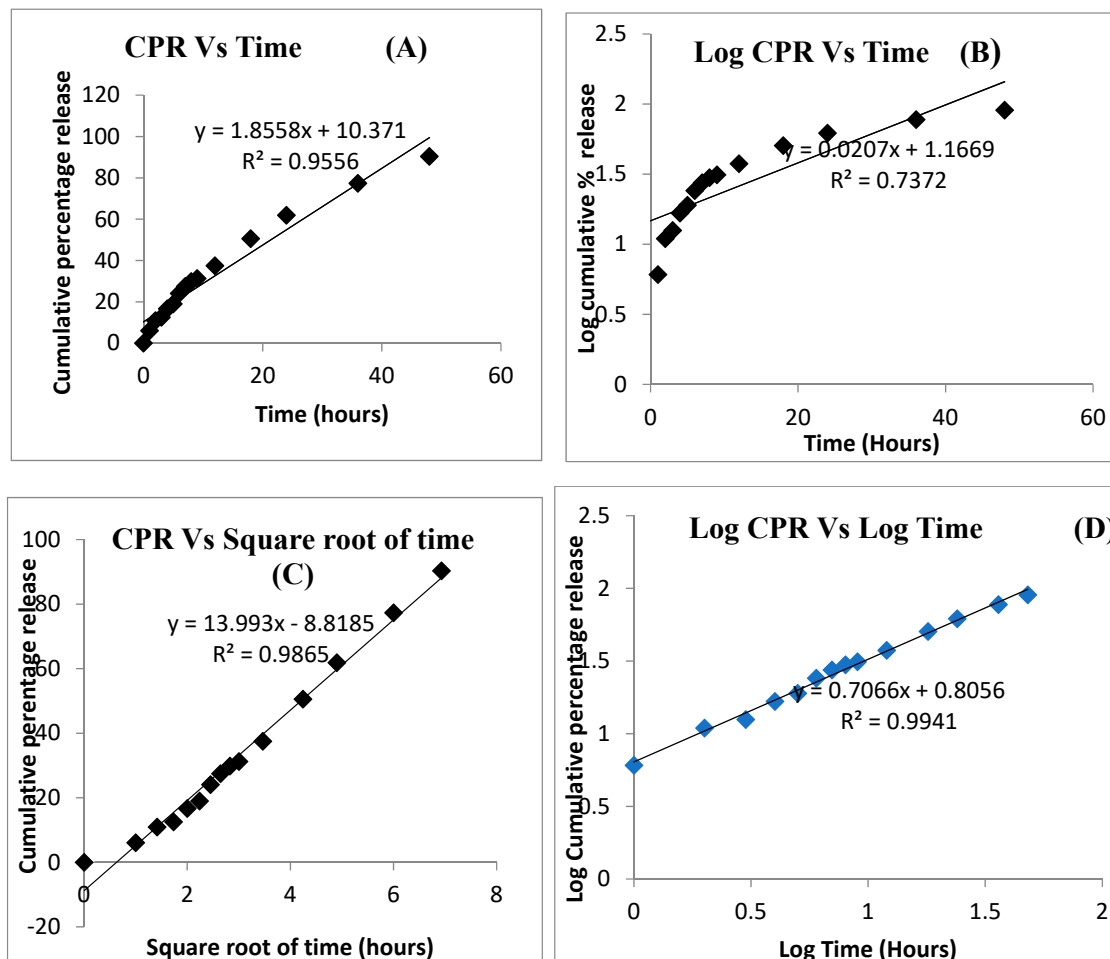 CPR Vs Time (A)
120
100
80
60
40
20
0
y = 1.8558x + 10.371
R² = 0.9556
0 20 40 60
Cumulative percentage release
Time (hours)
Log CPR Vs Time (B)
2.5
2
1.5
1
0.5
0
y = 0.0207x + 1.1669
R² = 0.7372
0 20 40 60
Log cumulative % release
Time (Hours)
CPR Vs Square root of time
(C)
100
80
60
40
20
0
-20
y = 13.993x - 8.8185
R² = 0.9865
0 2 4 6 8
Cumulative perentage release
Square root of time (hours)
Log CPR Vs Log Time (D)
2.5
2
1.5
1
0.5
0
y = 0.7066x + 0.8056
R² = 0.9941
0 0.5 1 1.5 2
Log Cumulative percentage release
Log Time (Hours)